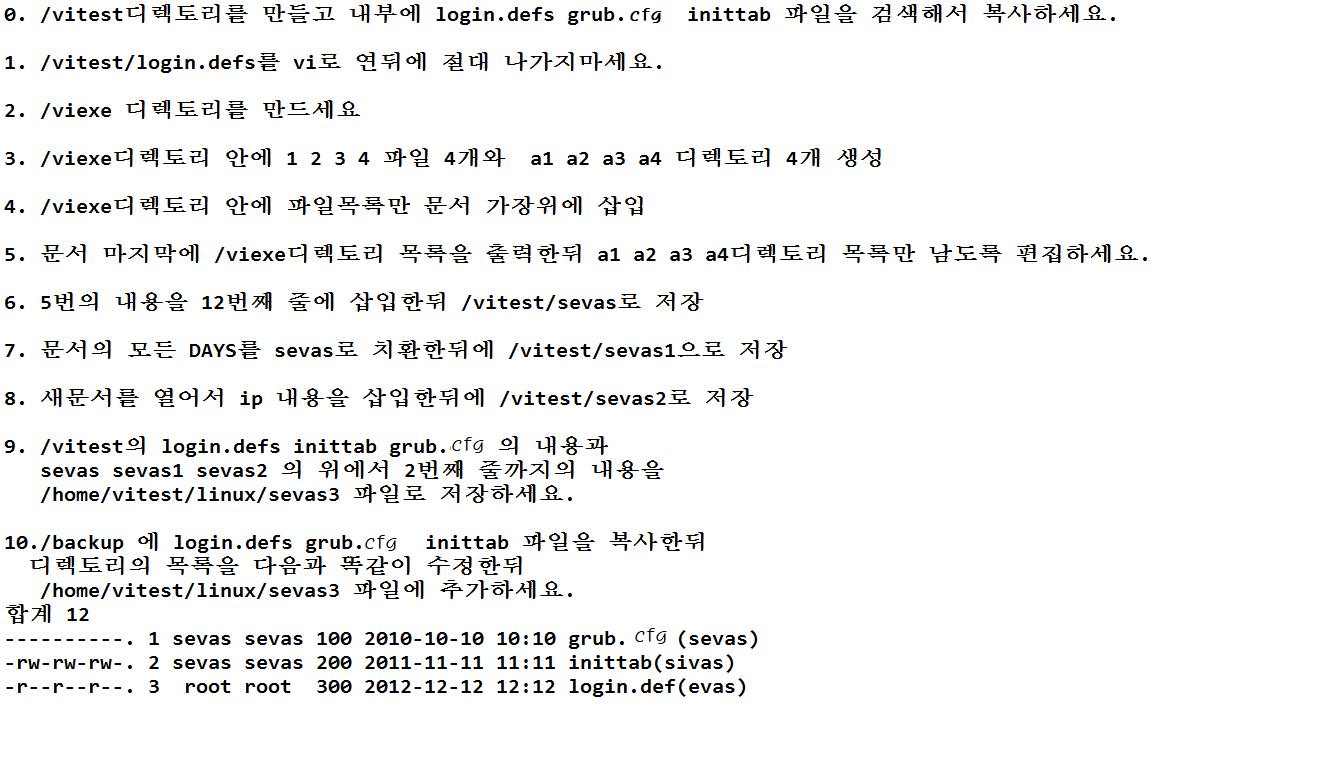 0. /vitest디렉토리를 만들고 내부에 login.defs grub.cfg inittab 파일을 검색해서 복사하세요.
1. /vitest/login.defs를 vi로 연뒤에 절대 나가지마세요.
2. /viexe 디렉토리를 만드세요
3. /viexe디렉토리 안에 1 2 3 4 파일 4개와 a1 a2 a3 a4 디렉토리 4개 생성
4. /viexe디렉토리 안에 파일목록만 문서 가장위에 삽입
5. 문서 마지막에 /viexe디렉토리 목록을 출력한뒤 a1 a2 a3 a4디렉토리 목록만 남도록 편집하세요.
6. 5번의 내용을 12번째 줄에 삽입한뒤 /vitest/sevas로 저장
7. 문서의 모든 DAYS를 sevas로 치환한뒤에 /vitest/sevas1으로 저장
8. 새문서를 열어서 ip 내용을 삽입한뒤에 /vitest/sevas2로 저장
9. /vitest의 login.defs inittab grub.cfg 의 내용과
sevas sevas1 sevas2 의 위에서 2번째 줄까지의 내용을
/home/vitest/linux/sevas3 파일로 저장하세요.
10./backup 에 login.defs grub.cfg inittab 파일을 복사한뒤
디렉토리의 목록을 다음과 똑같이 수정한뒤
/home/vitest/linux/sevas3 파일에 추가하세요.
합계 12
----------. 1 sevas sevas 100 2010-10-10 10:10 grub. cfg (sevas)
-rw-rw-rw-. 2 sevas sevas 200 2011-11-11 11:11 inittab(sivas)
-r--r--r--. 3 root root 300 2012-12-12 12:12 login.def(evas)